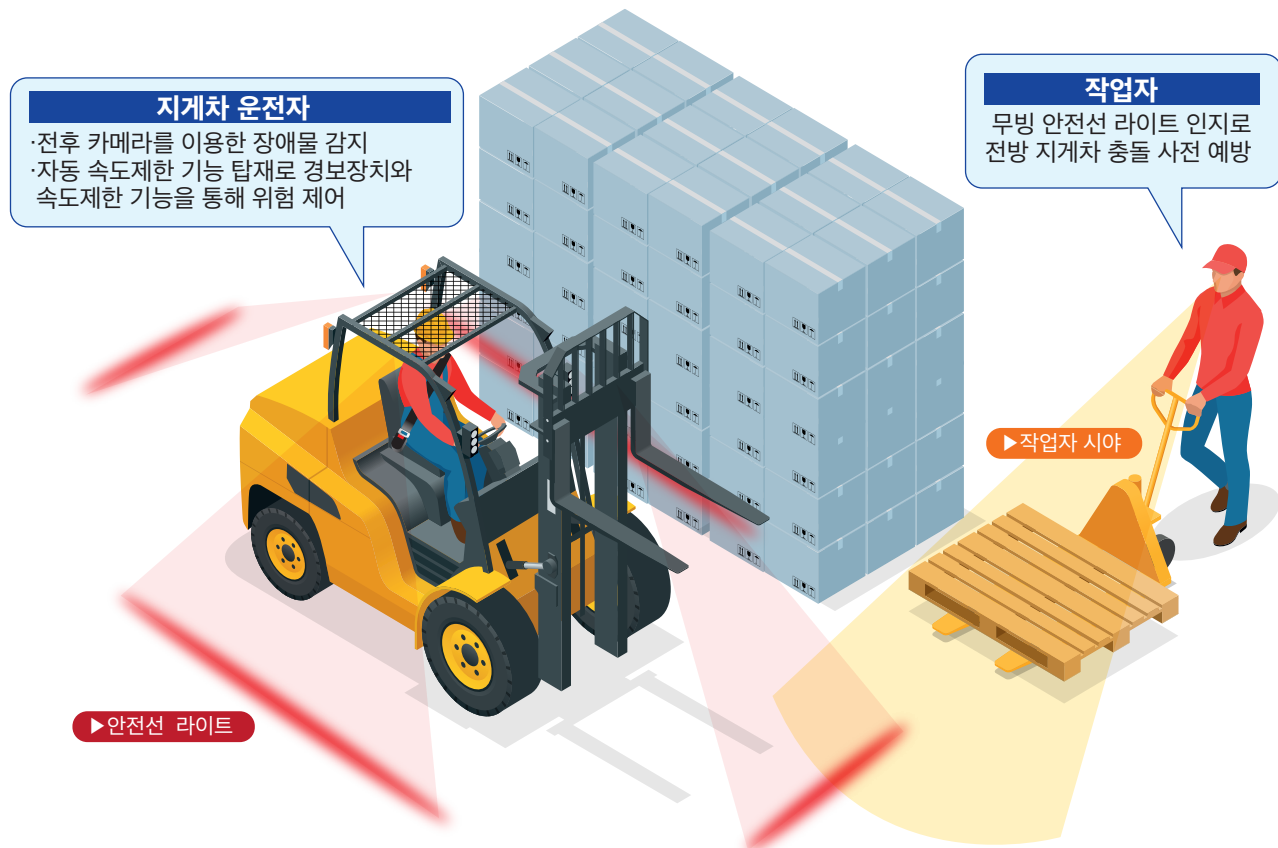 지게차 운전자
·전후 카메라를 이용한 장애물 감지
·자동 속도제한 기능 탑재로 경보장치와
속도제한 기능을 통해 위험 제어
작업자
무빙 안전선 라이트 인지로
전방 지게차 충돌 사전 예방
▶작업자 시야
▶안전선 라이트